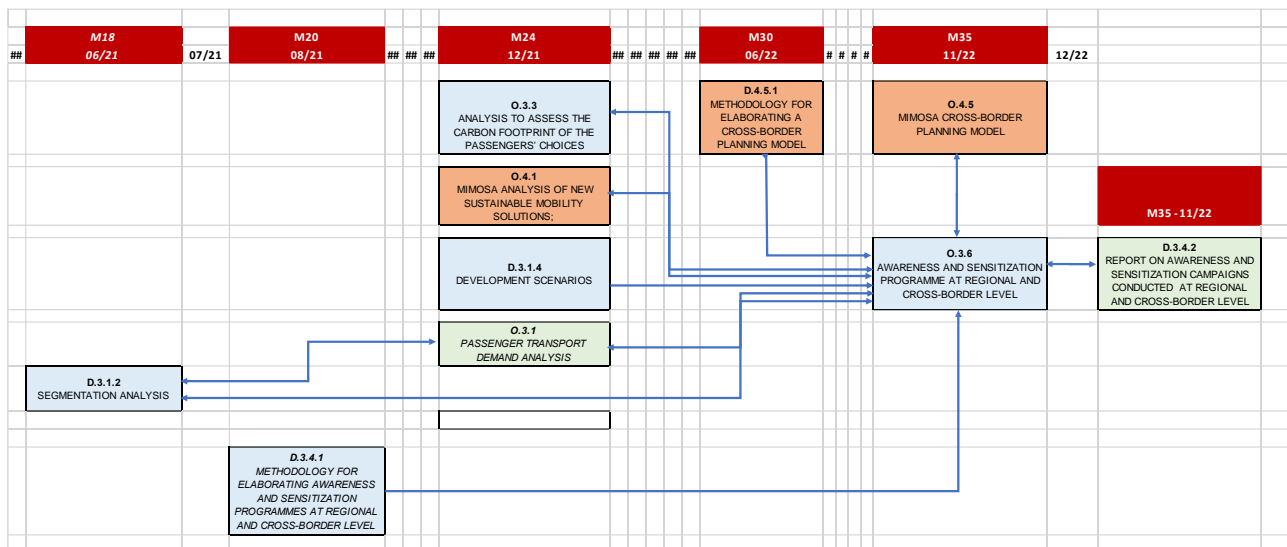 M18
M20
M24
M30
M35
##
06/21
07/21
08/21
## ## ##
12/21
## ## ## ## ##
06/22
# # # #
11/22
12/22
O.3.3
ANALYSIS TO ASSESS THE
CARBON FOOTPRINT OF THE
PASSENGERS' CHOICES
D.4.5.1
METHODOLOGY FOR
ELABORATING A
CROSS-BORDER
PLANNING MODEL
O.4.5
MIMOSA CROSS-BORDER
PLANNING MODEL
O.4.1
MIMOSA ANALYSIS OF NEW
SUSTAINABLE MOBILITY
SOLUTIONS;
M35 -11/22
D.3.1.4
DEVELOPMENT SCENARIOS
O.3.6
AWARENESS AND SENSITIZATION
PROGRAMME AT REGIONAL AND
CROSS-BORDER LEVEL
D.3.4.2
REPORT ON AWARENESS AND
SENSITIZATION CAMPAIGNS
CONDUCTED AT REGIONAL
AND CROSS-BORDER LEVEL
O.3.1
PASSENGER TRANSPORT
DEMAND ANALYSIS
D.3.1.2
SEGMENTATION ANALYSIS
D.3.4.1
METHODOLOGY FOR
ELABORATING AWARENESS
AND SENSITIZATION
PROGRAMMES AT REGIONAL
AND CROSS-BORDER LEVEL